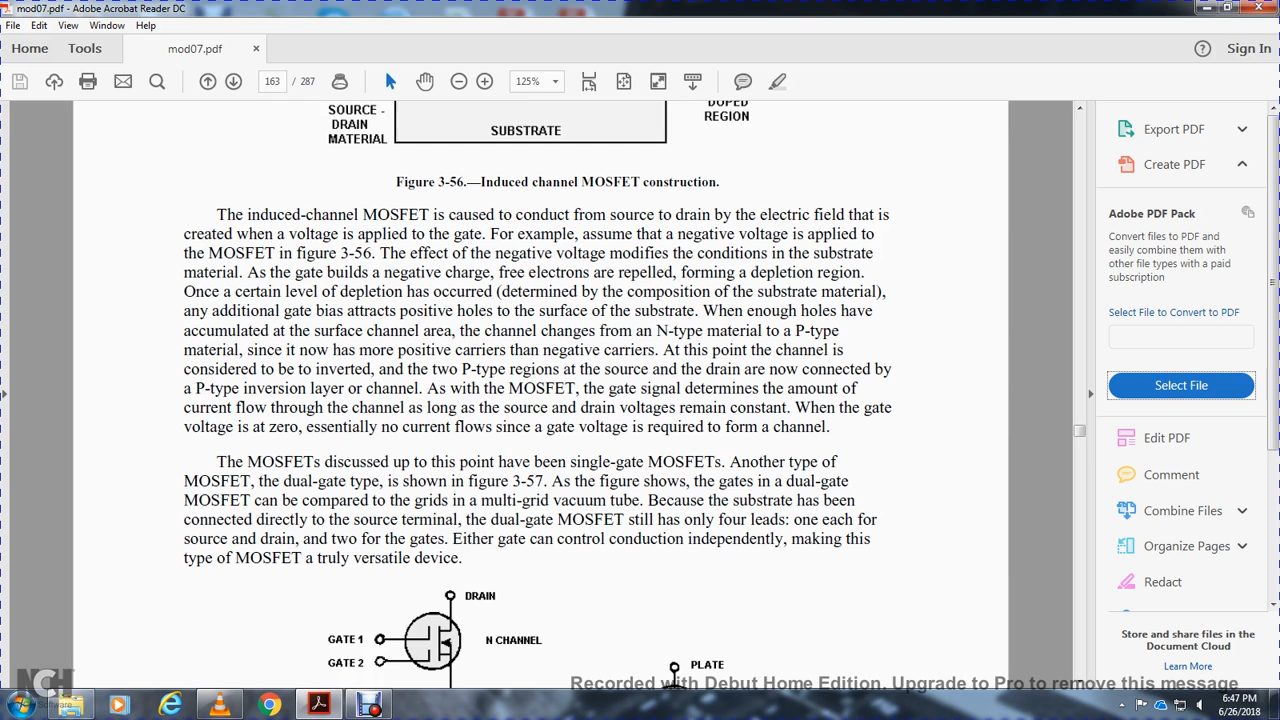 mod07.pdf - Adobe Acrobat Reader DC
File Edit View Window Help
Home Tools mod07.pdf × Sign In
163 / 287 125%
SOURCE - DRAIN MATERIAL
SUBSTRATE
DOPED REGION
Figure 3-56.—Induced channel MOSFET construction.
The induced-channel MOSFET is caused to conduct from source to drain by the electric field that is
created when a voltage is applied to the gate. For example, assume that a negative voltage is applied to
the MOSFET in figure 3-56. The effect of the negative voltage modifies the conditions in the substrate
material. As the gate builds a negative charge, free electrons are repelled, forming a depletion region.
Once a certain level of depletion has occurred (determined by the composition of the substrate material),
any additional gate bias attracts positive holes to the surface of the substrate. When enough holes have
accumulated at the surface channel area, the channel changes from an N-type material to a P-type
material, since it now has more positive carriers than negative carriers. At this point the channel is
considered to be to inverted, and the two P-type regions at the source and the drain are now connected by
a P-type inversion layer or channel. As with the MOSFET, the gate signal determines the amount of
current flow through the channel as long as the source and drain voltages remain constant. When the gate
voltage is at zero, essentially no current flows since a gate voltage is required to form a channel.
The MOSFETs discussed up to this point have been single-gate MOSFETs. Another type of
MOSFET, the dual-gate type, is shown in figure 3-57. As the figure shows, the gates in a dual-gate
MOSFET can be compared to the grids in a multi-grid vacuum tube. Because the substrate has been
connected directly to the source terminal, the dual-gate MOSFET still has only four leads: one each for
source and drain, and two for the gates. Either gate can control conduction independently, making this
type of MOSFET a truly versatile device.
DRAIN
GATE 1
N CHANNEL
GATE 2
PLATE
Export PDF
Create PDF
Adobe PDF Pack
Convert files to PDF and
easily combine them with
other file types with a paid
subscription
Select File to Convert to PDF
Select File
Edit PDF
Comment
Combine Files
Organize Pages
Redact
Store and share files in the
Document Cloud
Learn More
NCH
Software
Recorded with Debut Home Edition. Upgrade to Pro to remove this message
6:47 PM
6/26/2018